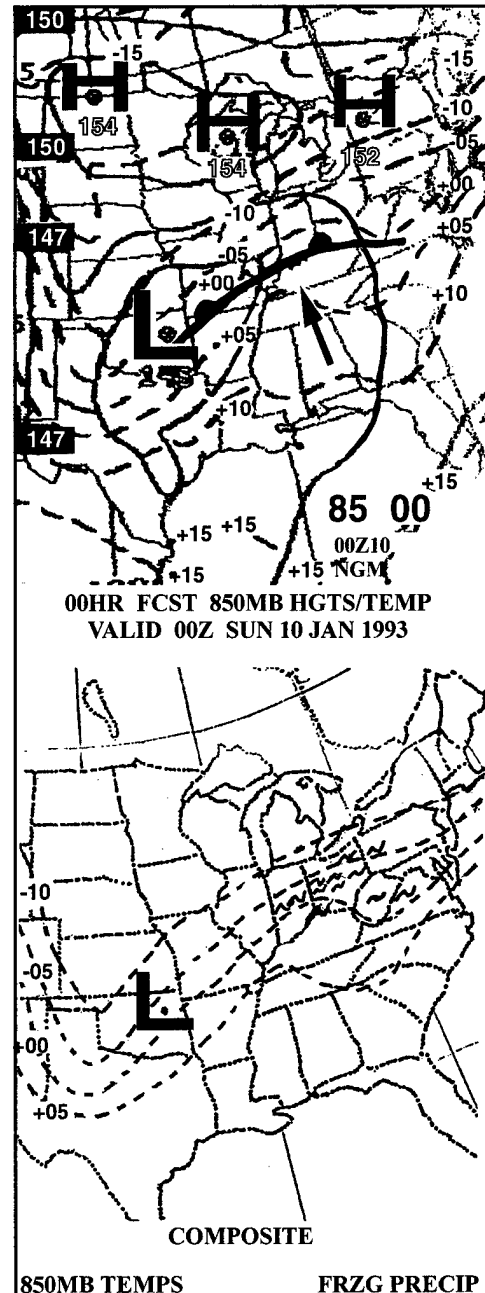 150
-15
-15
5
H
H
H
154
154
152
-10
150
05
+00
-10
147
-05
+05
+00
L
+05
+10
+10
147
+15
+15
85 00
+15 +15
00Z10
+15
+15
NGM
00HR FCST 850MB HGTS/TEMP
VALID 00Z SUN 10 JAN 1993
-10
-05
L
+00
+05
COMPOSITE
850MB TEMPS FRZG PRECIP